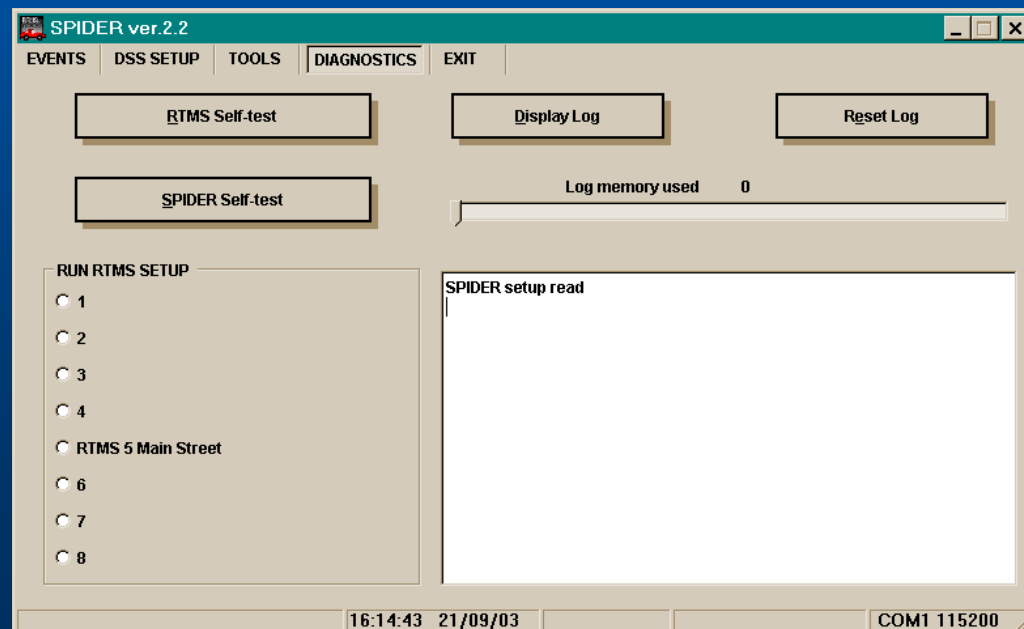 SPIDER ver.2.2
EVENTS DSS SETUP TOOLS DIAGNOSTICS EXIT
RTMS Self-test Display Log Reset Log
SPIDER Self-test
Log memory used 0
RUN RTMS SETUP
1
2
3
4
RTMS 5 Main Street
6
7
8
SPIDER setup read
16:14:43 21/09/03 COM1 115200